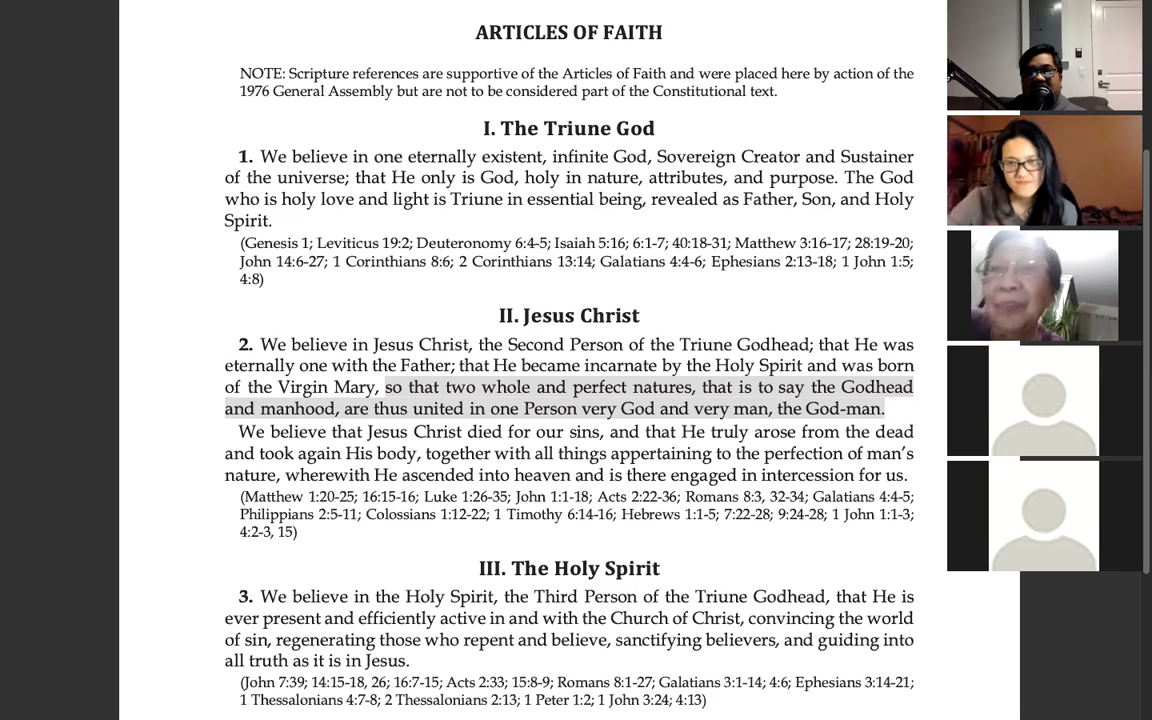 ARTICLES OF FAITH
NOTE: Scripture references are supportive of the Articles of Faith and were placed here by action of the
1976 General Assembly but are not to be considered part of the Constitutional text.
I. The Triune God
1. We believe in one eternally existent, infinite God, Sovereign Creator and Sustainer
of the universe; that He only is God, holy in nature, attributes, and purpose. The God
who is holy love and light is Triune in essential being, revealed as Father, Son, and Holy
Spirit.
(Genesis 1; Leviticus 19:2; Deuteronomy 6:4-5; Isaiah 5:16; 6:1-7; 40:18-31; Matthew 3:16-17; 28:19-20;
John 14:6-27; 1 Corinthians 8:6; 2 Corinthians 13:14; Galatians 4:4-6; Ephesians 2:13-18; 1 John 1:5;
4:8)
II. Jesus Christ
2. We believe in Jesus Christ, the Second Person of the Triune Godhead; that He was
eternally one with the Father; that He became incarnate by the Holy Spirit and was born
of the Virgin Mary, so that two whole and perfect natures, that is to say the Godhead
and manhood, are thus united in one Person very God and very man, the God-man.
We believe that Jesus Christ died for our sins, and that He truly arose from the dead
and took again His body, together with all things appertaining to the perfection of man's
nature, wherewith He ascended into heaven and is there engaged in intercession for us.
(Matthew 1:20-25; 16:15-16; Luke 1:26-35; John 1:1-18; Acts 2:22-36; Romans 8:3, 32-34; Galatians 4:4-5;
Philippians 2:5-11; Colossians 1:12-22; 1 Timothy 6:14-16; Hebrews 1:1-5; 7:22-28; 9:24-28; 1 John 1:1-3;
4:2-3, 15)
III. The Holy Spirit
3. We believe in the Holy Spirit, the Third Person of the Triune Godhead, that He is
ever present and efficiently active in and with the Church of Christ, convincing the world
of sin, regenerating those who repent and believe, sanctifying believers, and guiding into
all truth as it is in Jesus.
(John 7:39; 14:15-18, 26; 16:7-15; Acts 2:33; 15:8-9; Romans 8:1-27; Galatians 3:1-14; 4:6; Ephesians 3:14-21;
1 Thessalonians 4:7-8; 2 Thessalonians 2:13; 1 Peter 1:2; 1 John 3:24; 4:13)